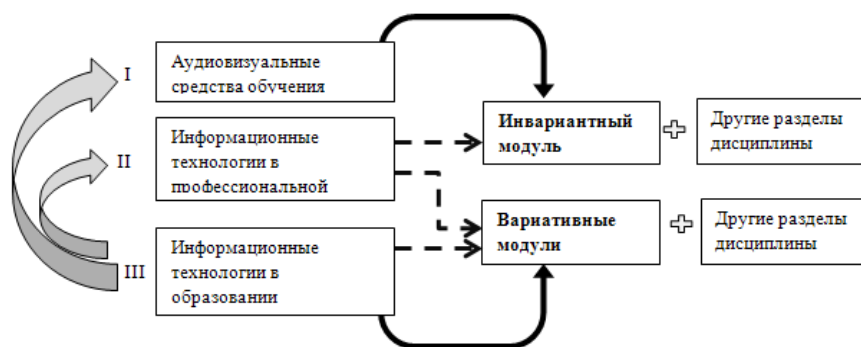 I
Аудиовизуальные
средства обучения
II
Информационные
технологии в
профессиональной
III
Информационные
технологии в
образовании
Инвариантный
модуль
Другие разделы
дисциплины
Вариативные
модули
Другие разделы
дисциплины